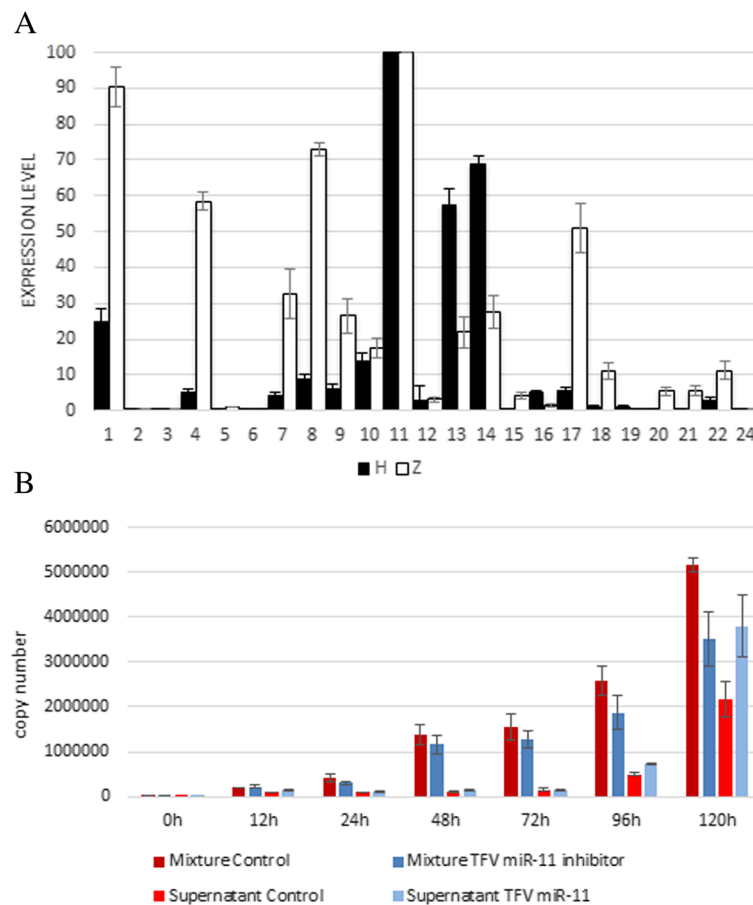 A
EXPRESSION LEVEL
100
90
80
70
60
50
40
30
20
10
0
1 2 3 4 5 6 7 8 9 10 11 12 13 14 15 16 17 18 19 20 21 22 24
H Z
B
copy number
6000000
5000000
4000000
3000000
2000000
1000000
0
0h 12h 24h 48h 72h 96h 120h
Mixture Control Mixture TFV miR-11 inhibitor
Supernatant Control Supernatant TFV miR-11